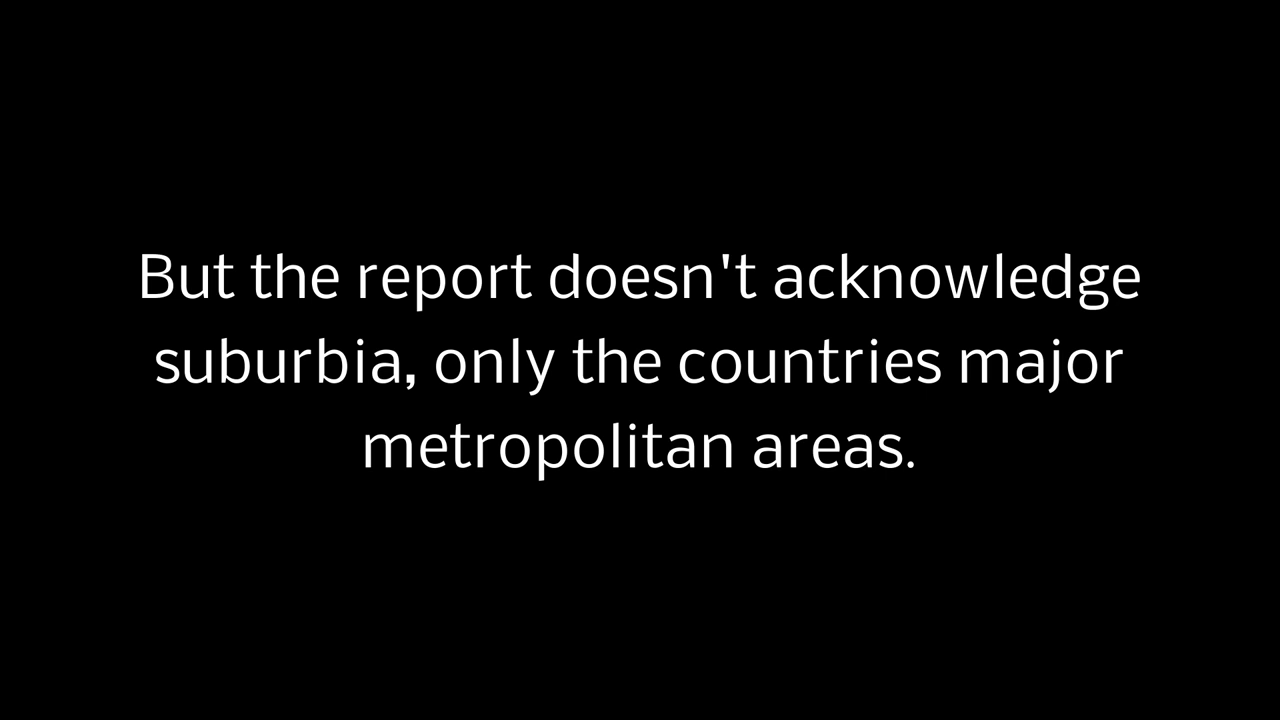 But the report doesn't acknowledge
suburbia, only the countries major
metropolitan areas.